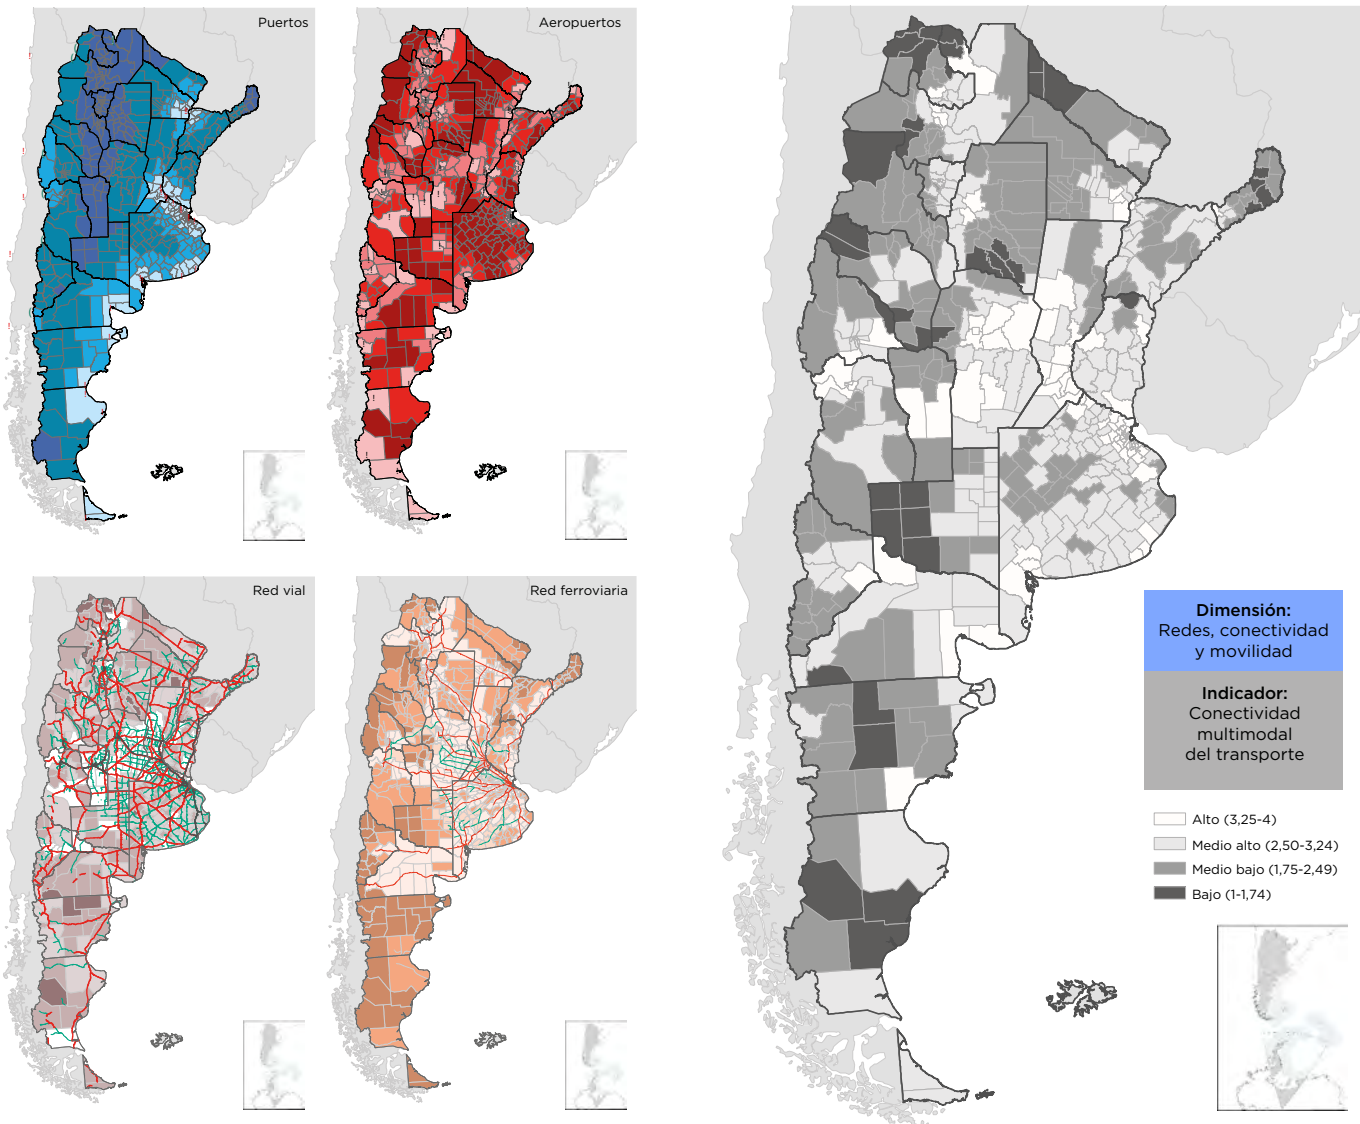 Puertos
Aeropuertos
Red vial
Red ferroviaria
Dimensión:
Redes, conectividad
y movilidad
Indicador:
Conectividad
multimodal
del transporte
Alto (3,25-4)
Medio alto (2,50-3,24)
Medio bajo (1,75-2,49)
Bajo (1-1,74)